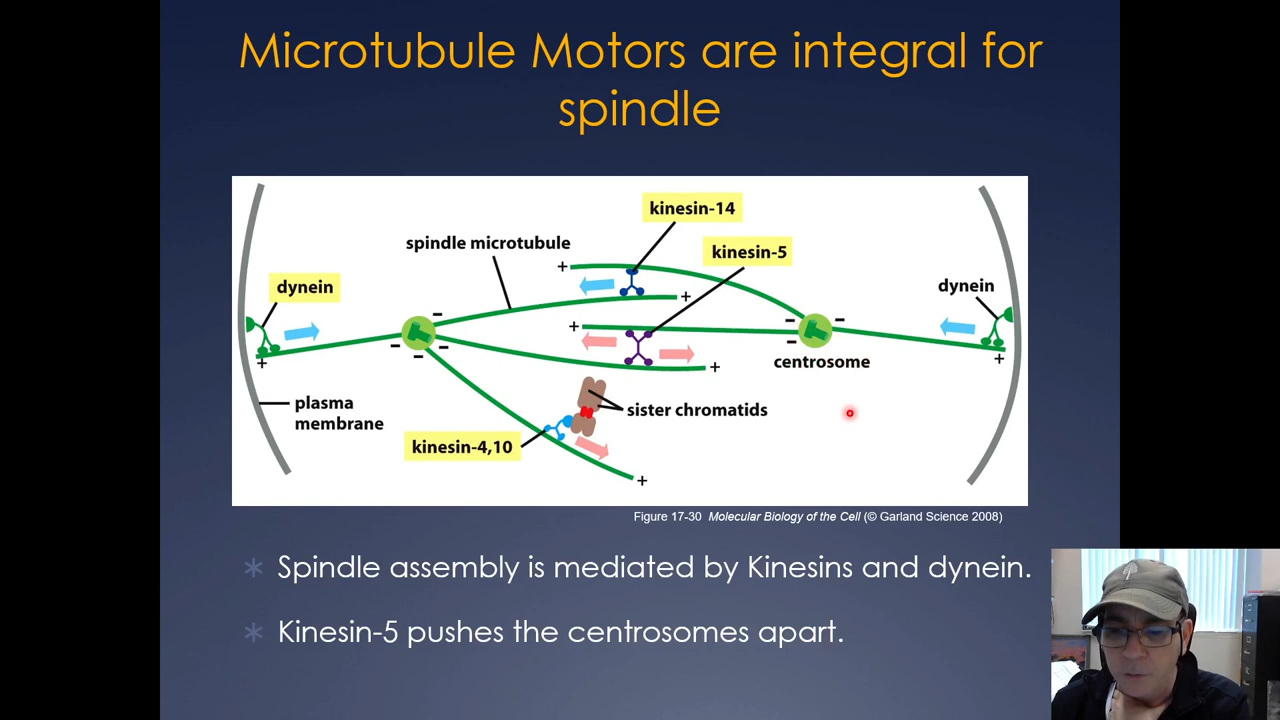 Microtubule Motors are integral for
spindle
kinesin-14
spindle microtubule
kinesin-5
+
dynein
dynein
+
-
+
-
-
-
-
-
-
+
+
+
centrosome
plasma
membrane
sister chromatids
kinesin-4,10
+
Figure 17-30 Molecular Biology of the Cell (© Garland Science 2008)
Spindle assembly is mediated by Kinesins and dynein.
Kinesin-5 pushes the centrosomes apart.